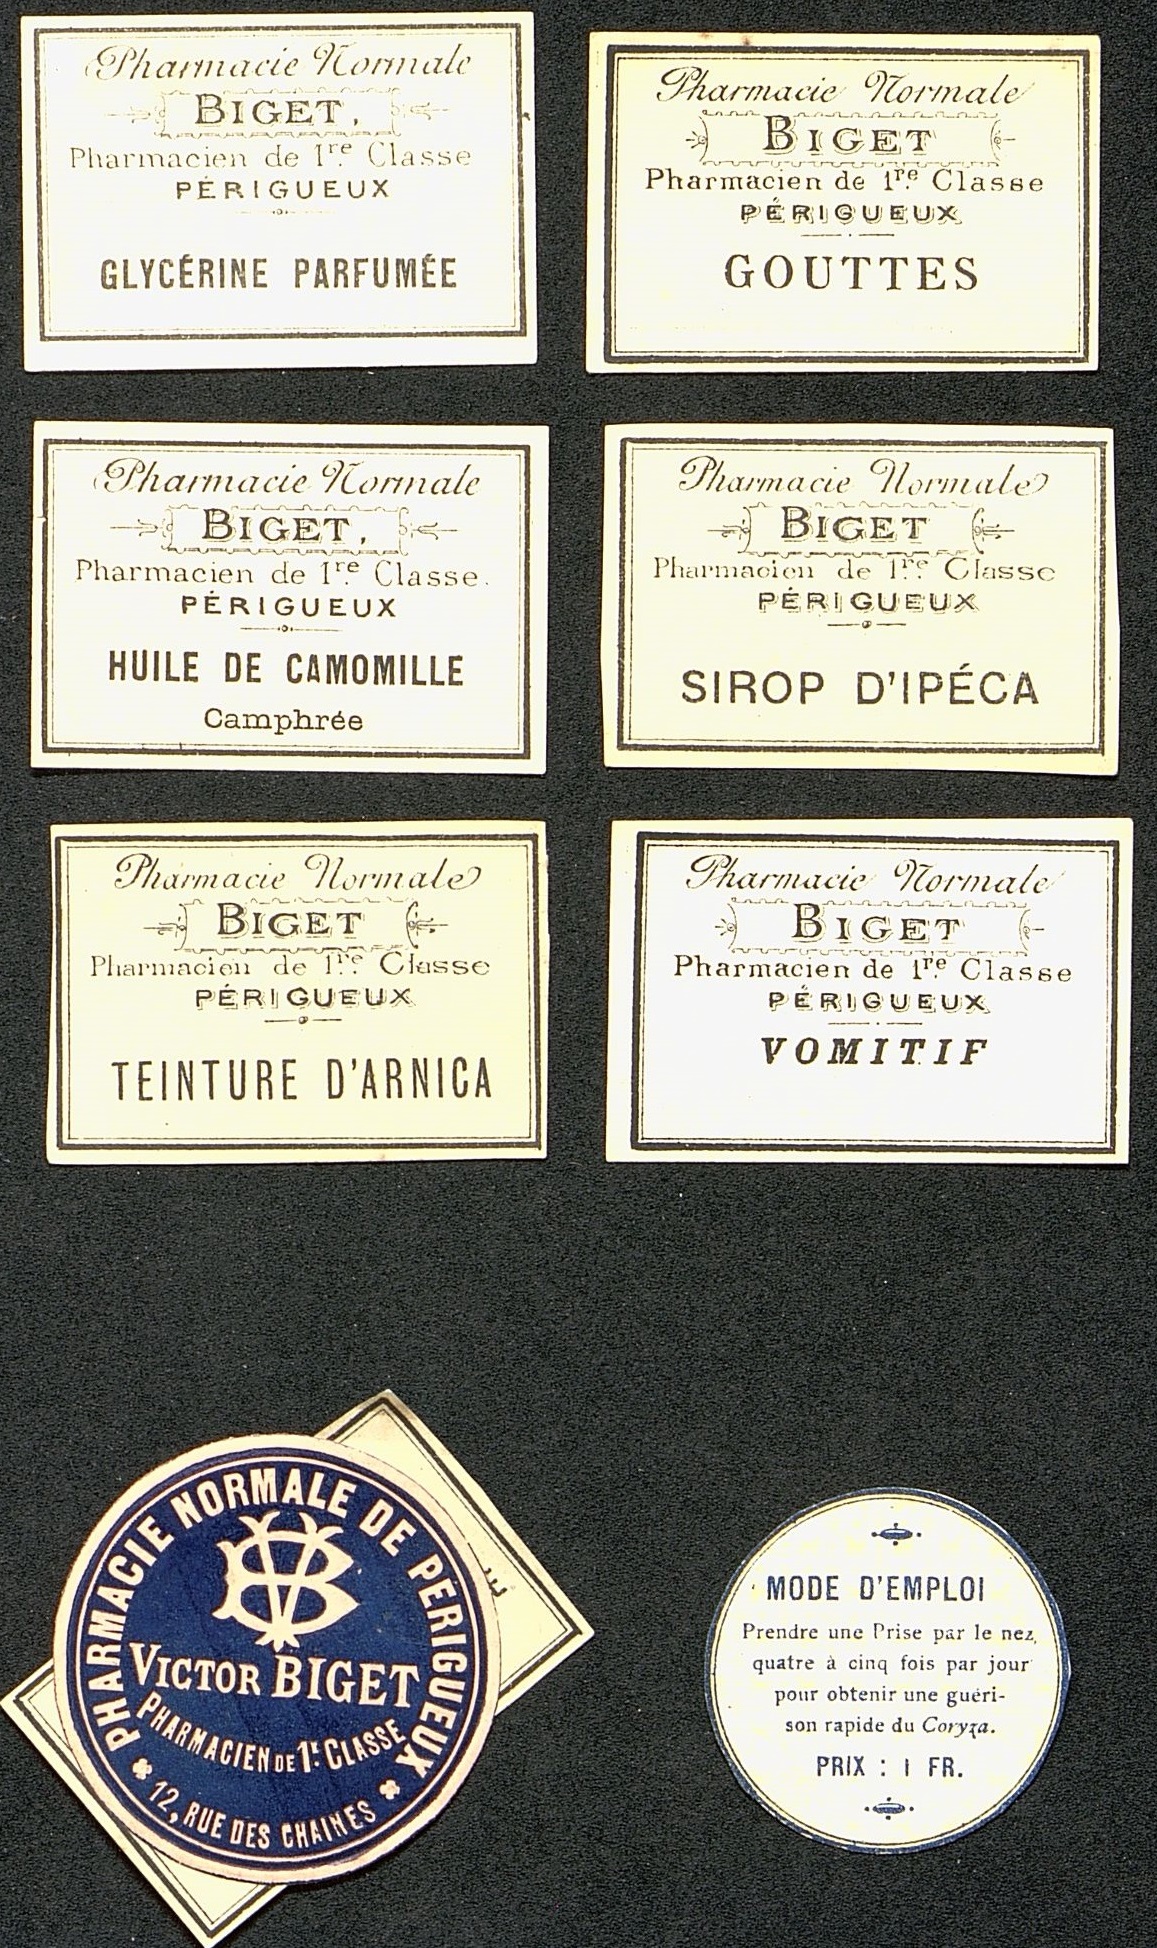 Pharmacie Normale
BIGET,
Pharmacien de 1re. Classe
PÉRIGUEUX
GLYCÉRINE PARFUMÉE
Pharmacie Normale
BIGET
Pharmacien de 1re. Classe
PÉRIGUEUX
GOUTTES
Pharmacie Normale
BIGET,
Pharmacien de 1re. Classe.
PÉRIGUEUX
HUILE DE CAMOMILLE
Camphrée
Pharmacie Normale
BIGET
Pharmacien de 1re. Classe
PÉRIGUEUX
SIROP D'IPÉCA
Pharmacie Normale
BIGET
Pharmacien de 1re. Classe
PÉRIGUEUX
TEINTURE D'ARNICA
Pharmacie Normale
BIGET
Pharmacien de 1re. Classe
PÉRIGUEUX
VOMITIF
PHARMACIE NORMALE DE PÉRIGUEUX
VB
VICTOR BIGET
PHARMACIEN DE 1E CLASSE
12, RUE DES CHAINES
MODE D'EMPLOI
Prendre une Prise par le nez,
quatre à cinq fois par jour
pour obtenir une guéri-
son rapide du Coryza.
PRIX : 1 FR.